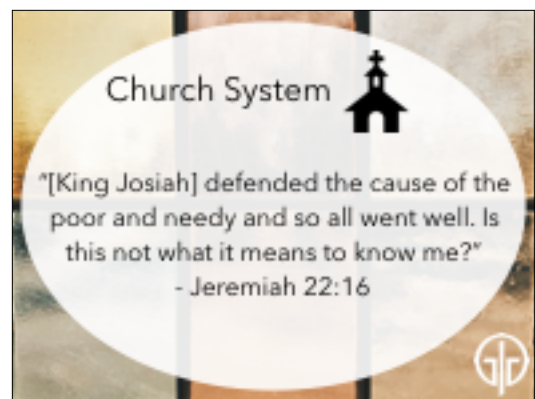 Church System
"[King Josiah] defended the cause of the
poor and needy and so all went well. Is
this not what it means to know me?"
- Jeremiah 22:16